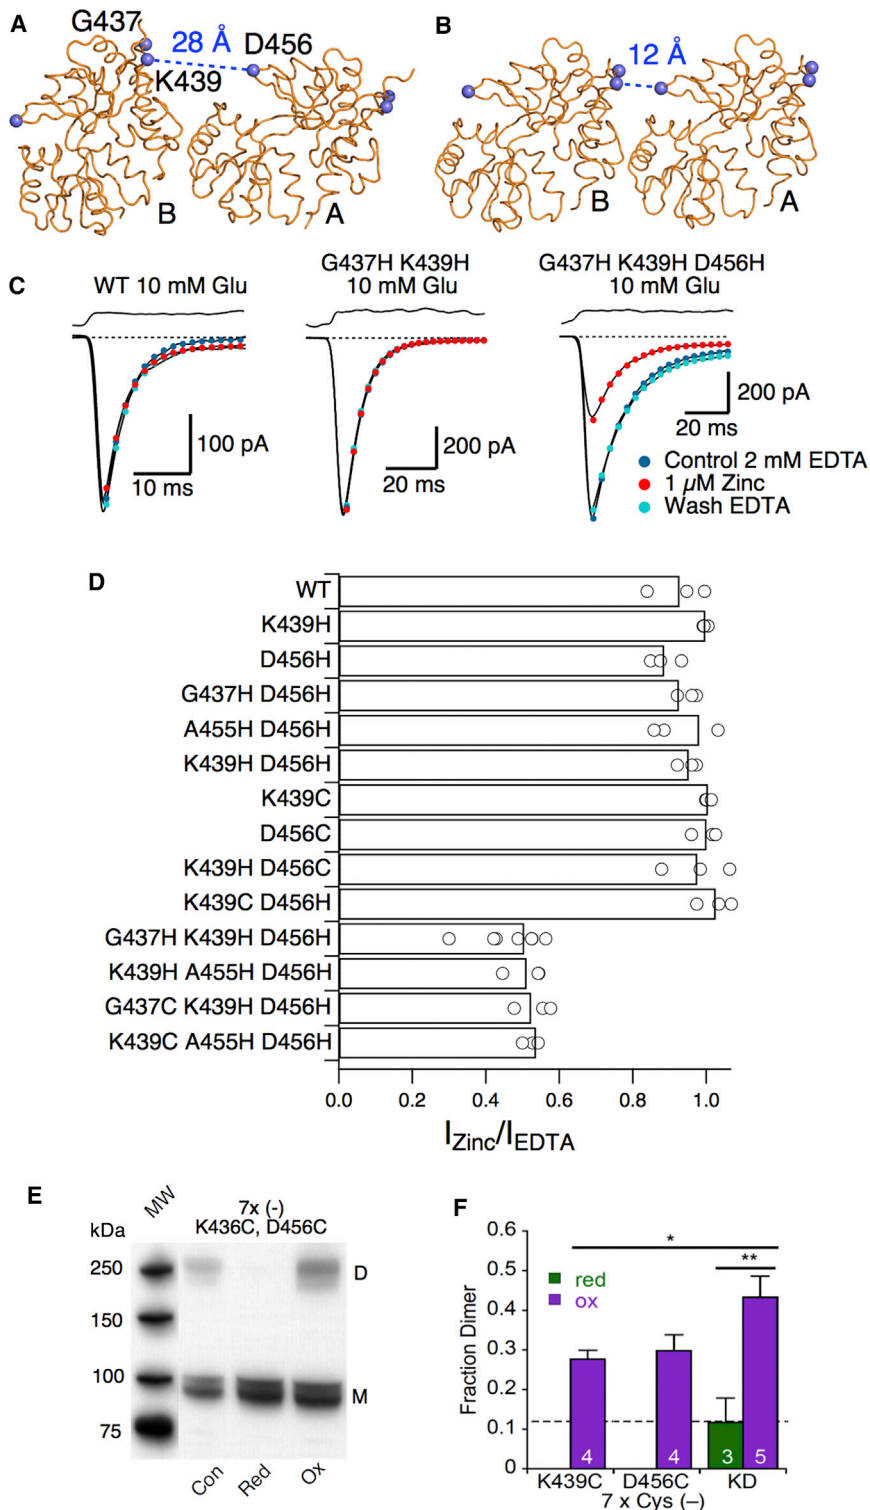 A
G437
28 Å
D456
K439
B
A
B
12 Å
B
A
C
WT 10 mM Glu
G437H K439H
10 mM Glu
G437H K439H D456H
10 mM Glu
100 pA
10 ms
200 pA
20 ms
200 pA
20 ms
Control 2 mM EDTA
1 µM Zinc
Wash EDTA
D
WT
K439H
D456H
G437H D456H
A455H D456H
K439H D456H
K439C
D456C
K439H D456C
K439C D456H
G437H K439H D456H
K439H A455H D456H
G437C K439H D456H
K439C A455H D456H
0.0 0.2 0.4 0.6 0.8 1.0
IZinc/IEDTA
E
MW
7x (-)
K436C, D456C
kDa
250
D
150
100
M
75
Con Red Ox
F
0.6
*
**
red
ox
0.5
0.4
0.3
0.2
0.1
0
Fraction Dimer
4 4 3 5
K439C D456C KD
7 x Cys (–)